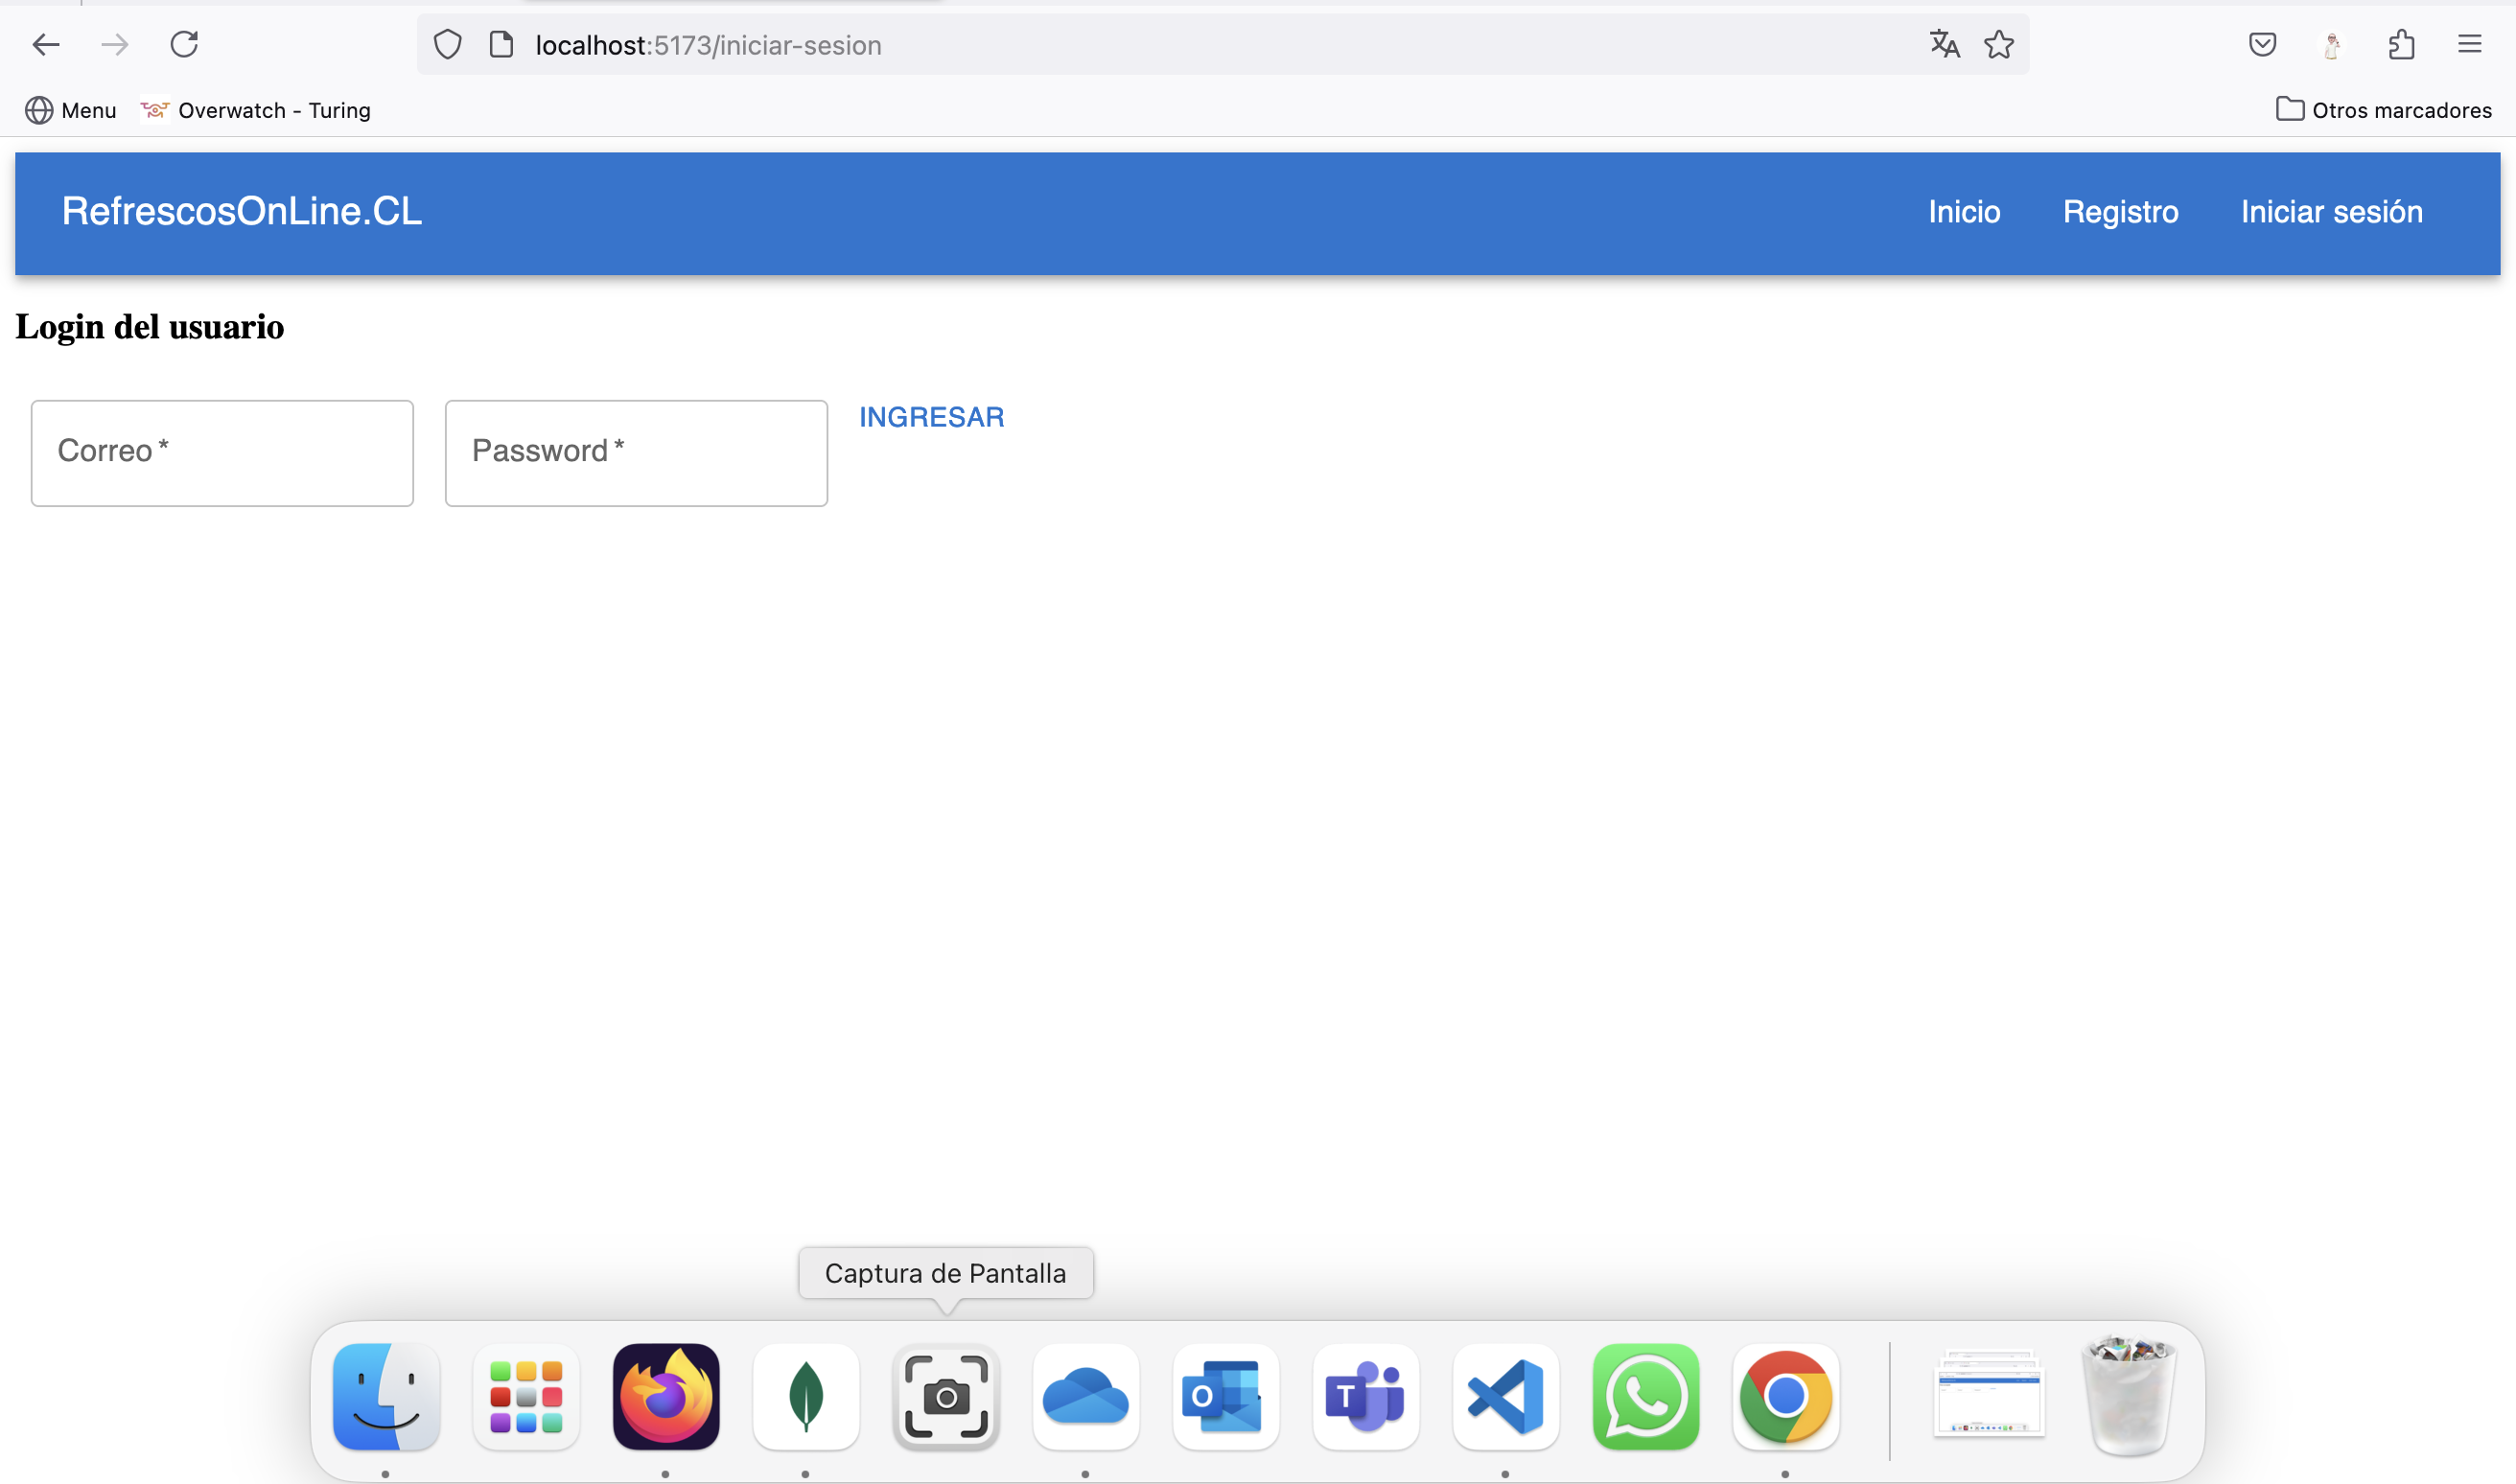 localhost:5173/iniciar-sesion
Menu Overwatch - Turing Otros marcadores
RefrescosOnLine.CL Inicio Registro Iniciar sesión
Login del usuario
Correo * Password * INGRESAR
Captura de Pantalla